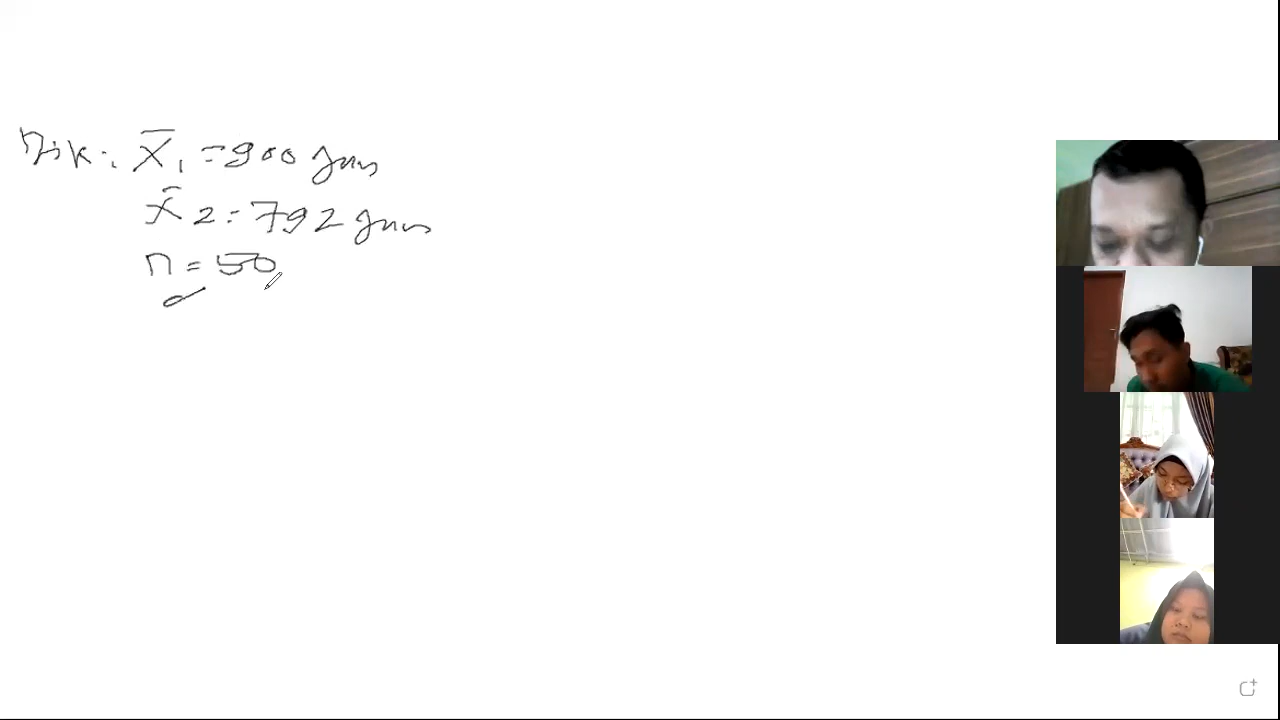 Dik: X̄₁ = 900 gram
X̄₂ = 792 gram
n = 50
σ